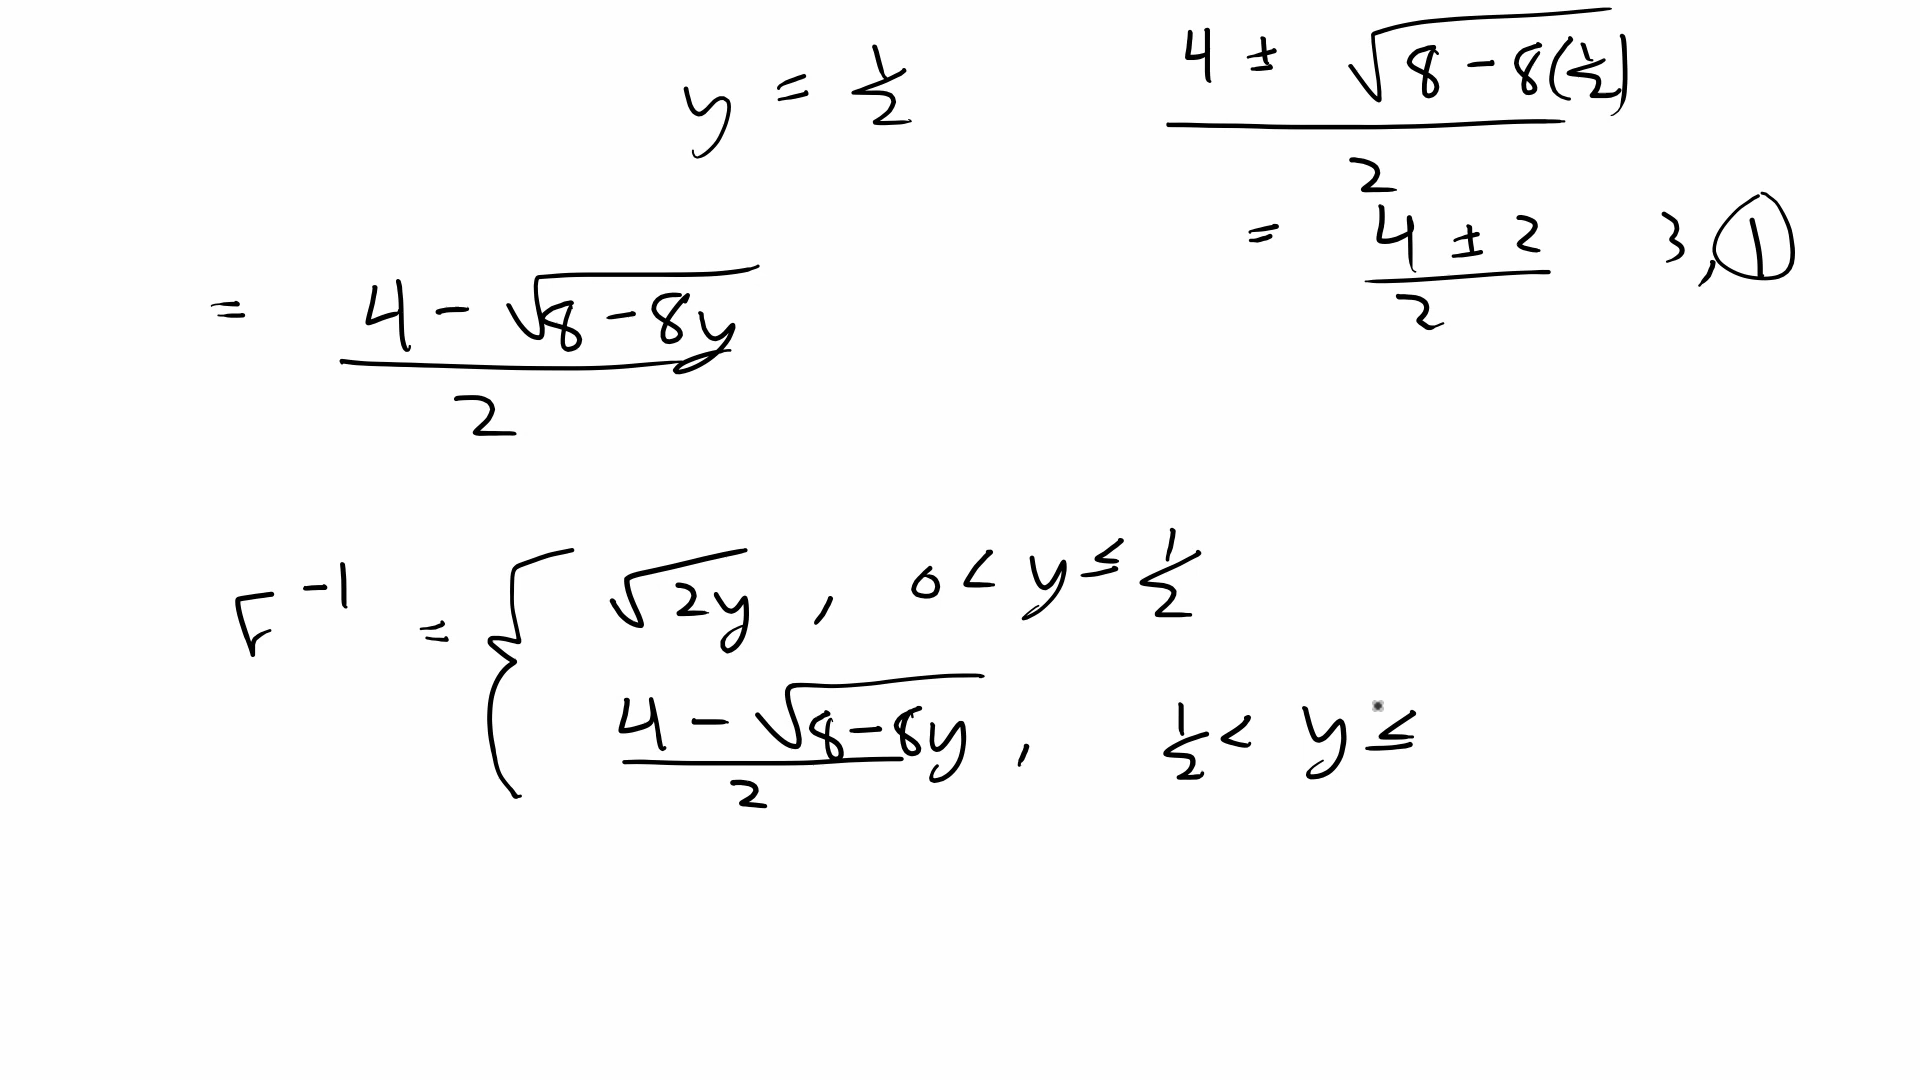 y = 1/2
4 ± √(8 - 8(1/2)) / 2
= 4 ± 2 / 2 3, 1
= 4 - √(8 - 8y) / 2
F^-1 = { √(2y) , 0 < y ≤ 1/2
4 - √(8 - 8y) / 2 , 1/2 < y ≤